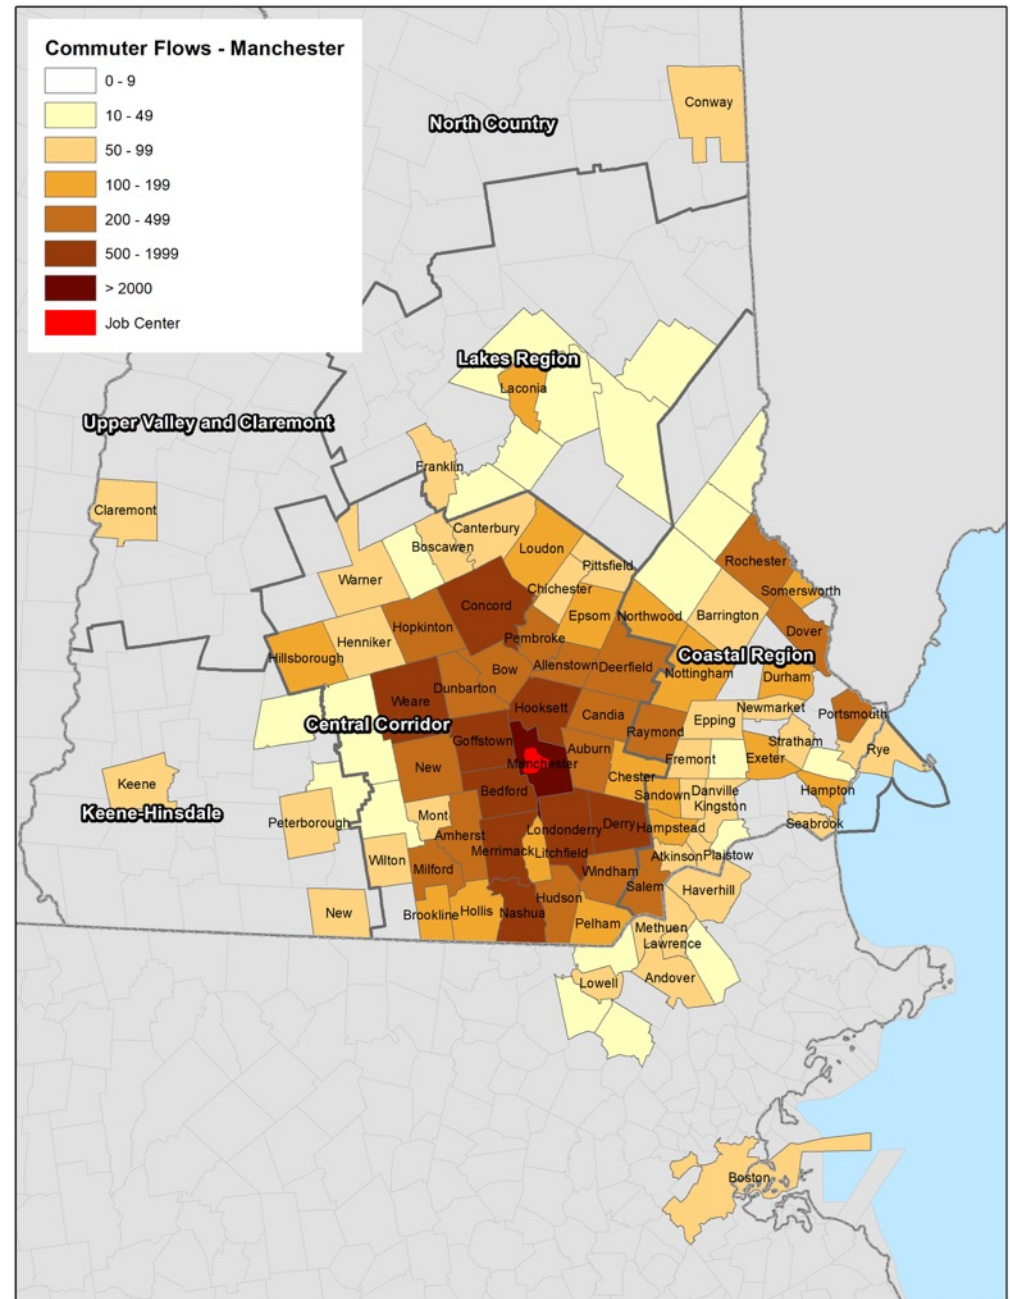 Commuter Flows - Manchester
0 - 9
10 - 49
50 - 99
100 - 199
200 - 499
500 - 1999
> 2000
Job Center
Conway
North Country
Lakes Region
Laconia
Upper Valley and Claremont
Franklin
Claremont
Canterbury
Boscawen
Loudon
Pittsfield
Rochester
Warner
Chichester
Somersworth
Concord
Epsom
Northwood
Barrington
Hopkinton
Dover
Henniker
Pembroke
Hillsborough
Coastal Region
Bow
Allenstown
Deerfield
Nottingham
Durham
Dunbarton
Weare
Hooksett
Newmarket
Candia
Portsmouth
Central Corridor
Epping
Raymond
Goffstown
Stratham
Auburn
Rye
Fremont
Exeter
Manchester
New
Chester
Keene
Bedford
Danville
Hampton
Sandown
Kingston
Keene-Hinsdale
Mont
Peterborough
Derry
Seabrook
Hampstead
Londonderry
Amherst
Merrimack
Litchfield
Atkinson
Plaistow
Wilton
Milford
Windham
Salem
Haverhill
Hudson
Hollis
Nashua
New
Brookline
Pelham
Methuen
Lawrence
Andover
Lowell
Boston